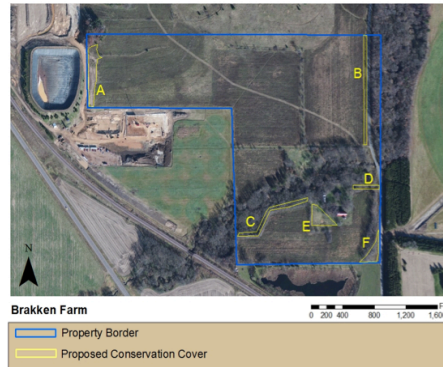 A
B
D
C
E
F
N
Brakken Farm
0 200 400 800 1,200 1,600
Property Border
Proposed Conservation Cover